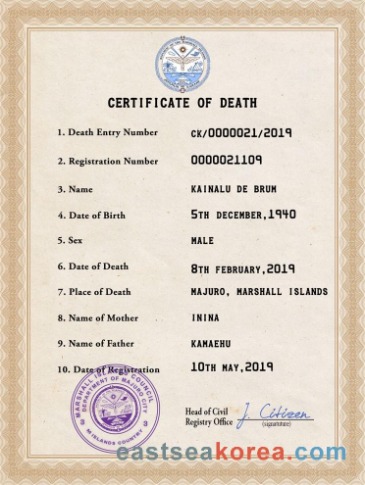 CERTIFICATE OF DEATH
1. Death Entry Number CK/0000021/2019
2. Registration Number 0000021109
3. Name KAINALU DE BRUM
4. Date of Birth 5TH DECEMBER,1940
5. Sex MALE
6. Date of Death 8TH FEBRUARY,2019
7. Place of Death MAJURO, MARSHALL ISLANDS
8. Name of Mother ININA
9. Name of Father KAMAEHU
10. Date of Registration 10TH MAY,2019
MARSHALL ISLANDS COUNCIL
DEPARTMENT OF MAJURO CITY
M ISLANDS COUNTRY
Head of Civil
Registry Office J. Citizen
eastseakorea.com